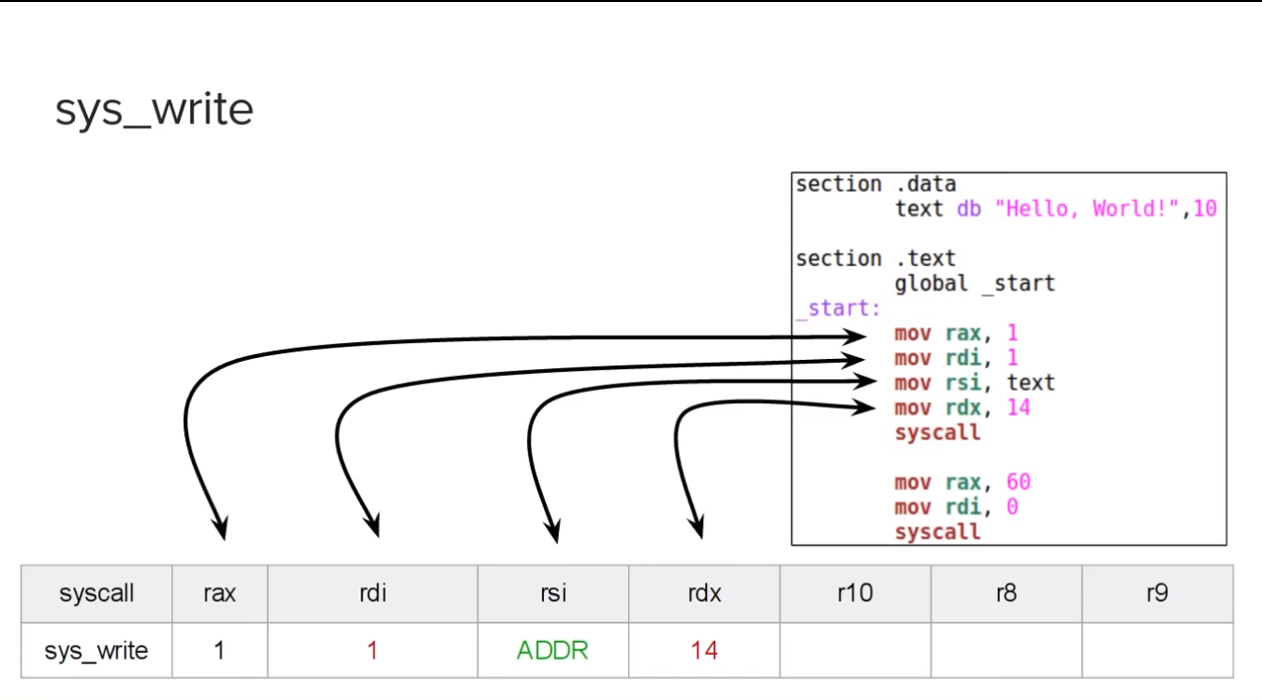 sys_write
section .data
text db "Hello, World!",10
section .text
global _start
_start:
mov rax, 1
mov rdi, 1
mov rsi, text
mov rdx, 14
syscall
mov rax, 60
mov rdi, 0
syscall
syscall rax rdi rsi rdx r10 r8 r9
sys_write 1 1 ADDR 14